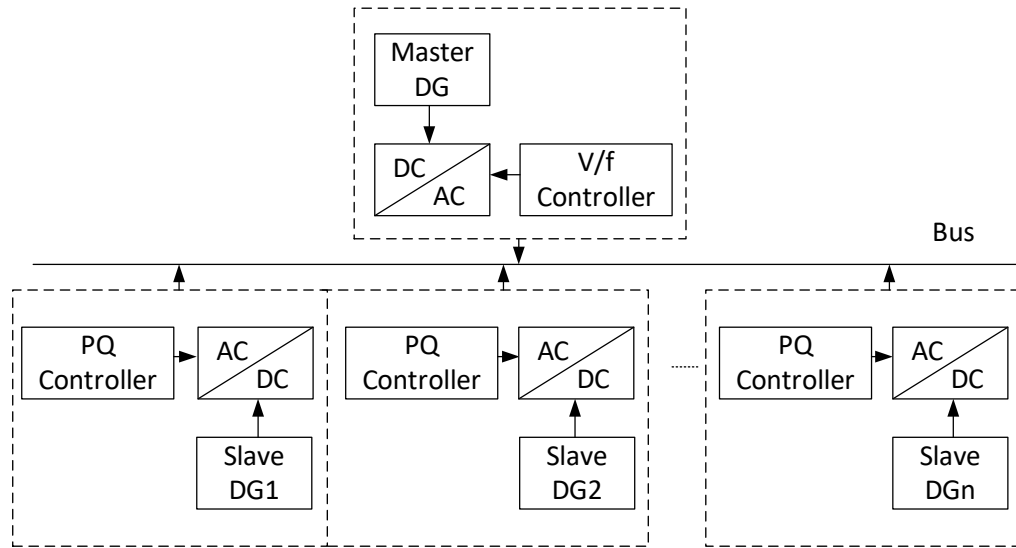 Master
DG
DC
AC
V/f
Controller
Bus
PQ
Controller
AC
DC
Slave
DG1
PQ
Controller
AC
DC
Slave
DG2
PQ
Controller
AC
DC
Slave
DGn